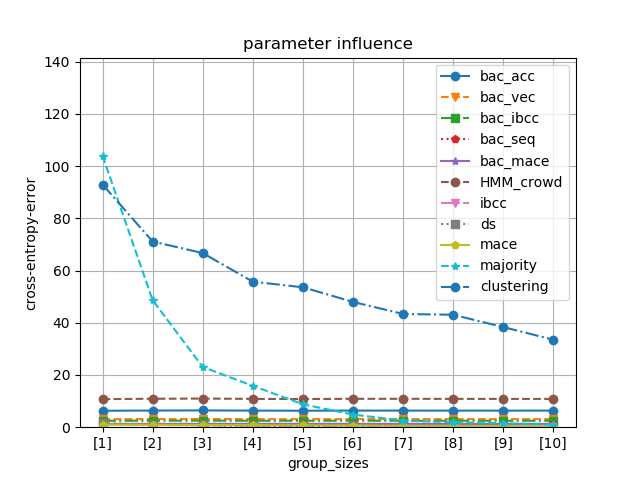 parameter influence
cross-entropy-error
140
120
100
80
60
40
20
0
[1] [2] [3] [4] [5] [6] [7] [8] [9] [10]
group_sizes
bac_acc
bac_vec
bac_ibcc
bac_seq
bac_mace
HMM_crowd
ibcc
ds
mace
majority
clustering